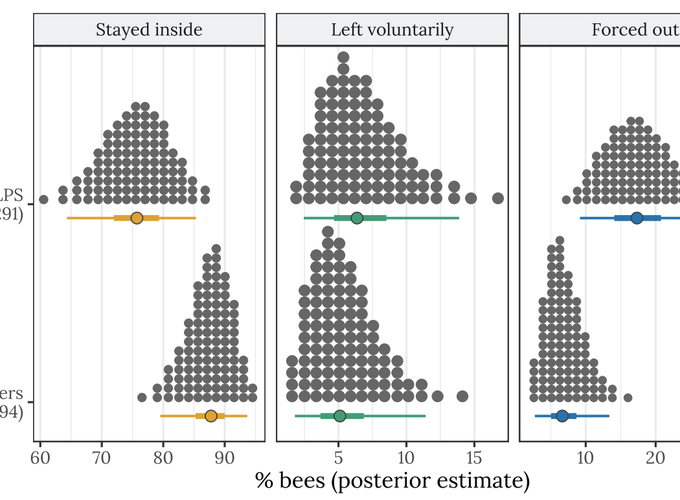 Stayed inside
Left voluntarily
Forced out
LPS
291)
ers
94)
60 70 80 90
5 10 15
10 20
% bees (posterior estimate)